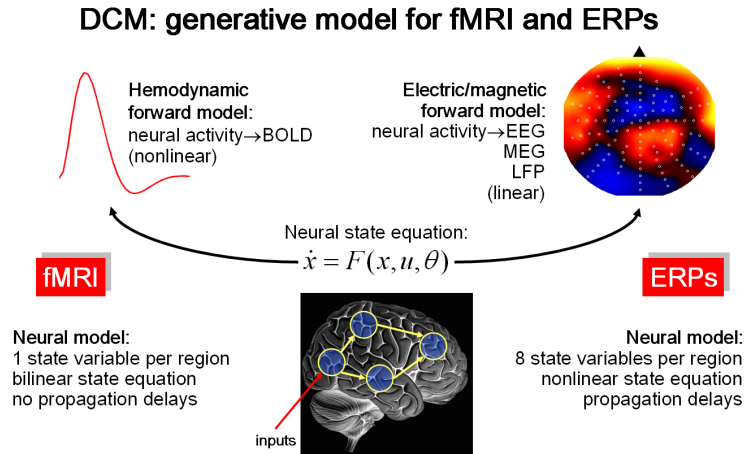 DCM: generative model for fMRI and ERPs
Hemodynamic
forward model:
neural activity→BOLD
(nonlinear)
Electric/magnetic
forward model:
neural activity→EEG
MEG
LFP
(linear)
Neural state equation:
ẋ = F(x, u, θ)
fMRI
ERPs
Neural model:
1 state variable per region
bilinear state equation
no propagation delays
inputs
Neural model:
8 state variables per region
nonlinear state equation
propagation delays